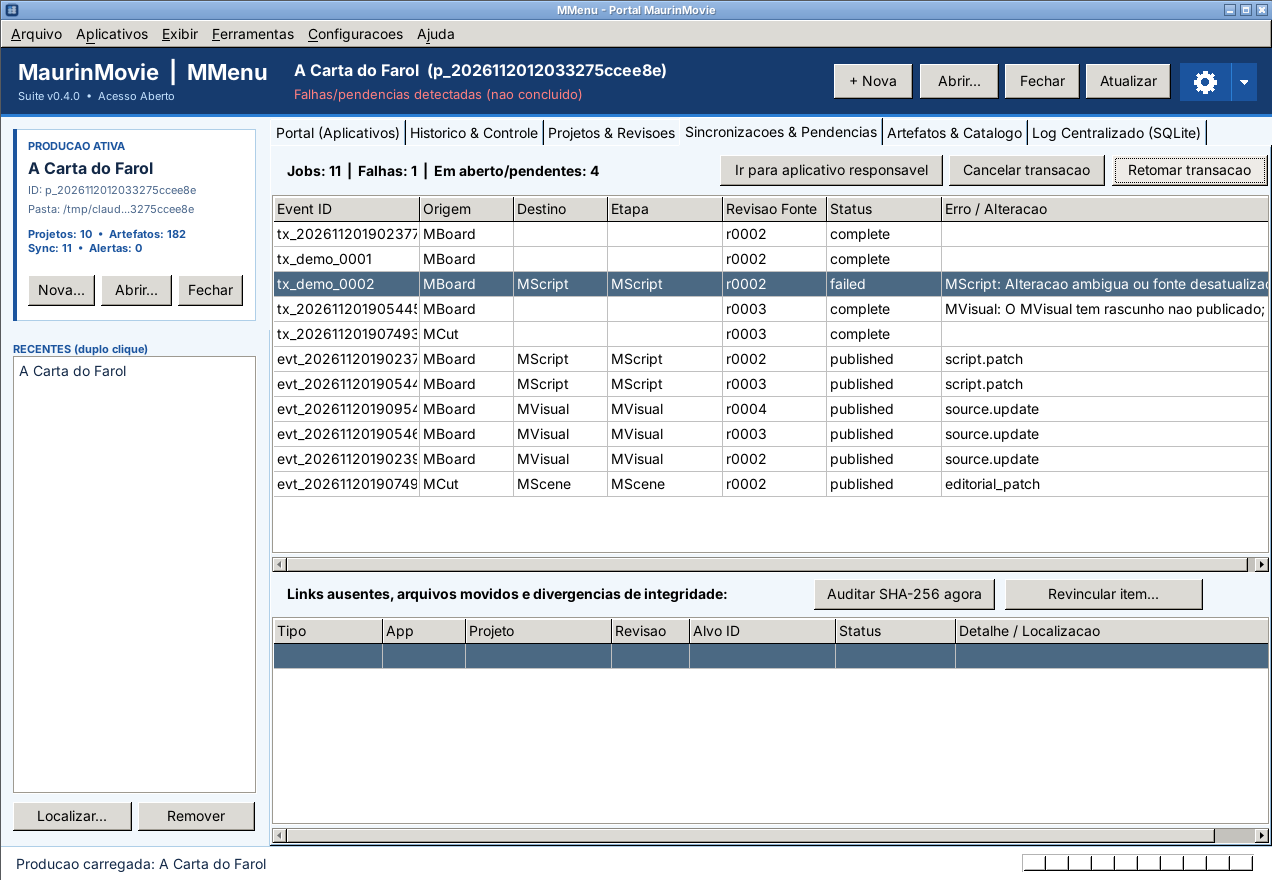 MMenu - Portal MaurinMovie
Arquivo Aplicativos Exibir Ferramentas Configuracoes Ajuda
MaurinMovie | MMenu
Suite v0.4.0 • Acesso Aberto
A Carta do Farol (p_2026112012033275ccee8e)
Falhas/pendencias detectadas (nao concluido)
+ Nova Abrir... Fechar Atualizar
PRODUCAO ATIVA
A Carta do Farol
ID: p_2026112012033275ccee8e
Pasta: /tmp/claud...3275ccee8e
Projetos: 10 • Artefatos: 182
Sync: 11 • Alertas: 0
Nova... Abrir... Fechar
RECENTES (duplo clique)
A Carta do Farol
Localizar... Remover
Portal (Aplicativos) Historico & Controle Projetos & Revisoes Sincronizacoes & Pendencias Artefatos & Catalogo Log Centralizado (SQLite)
Jobs: 11 | Falhas: 1 | Em aberto/pendentes: 4
Ir para aplicativo responsavel Cancelar transacao Retomar transacao
Event ID Origem Destino Etapa Revisao Fonte Status Erro / Alteracao
tx_202611201902377 MBoard r0002 complete
tx_demo_0001 MBoard r0002 complete
tx_demo_0002 MBoard MScript MScript r0002 failed MScript: Alteracao ambigua ou fonte desatualizad
tx_202611201905445 MBoard r0003 complete MVisual: O MVisual tem rascunho nao publicado;
tx_202611201907493 MCut r0003 complete
evt_20261120190237 MBoard MScript MScript r0002 published script.patch
evt_20261120190544 MBoard MScript MScript r0003 published script.patch
evt_20261120190954 MBoard MVisual MVisual r0004 published source.update
evt_20261120190546 MBoard MVisual MVisual r0003 published source.update
evt_20261120190239 MBoard MVisual MVisual r0002 published source.update
evt_20261120190749 MCut MScene MScene r0002 published editorial_patch
Links ausentes, arquivos movidos e divergencias de integridade:
Auditar SHA-256 agora Revincular item...
Tipo App Projeto Revisao Alvo ID Status Detalhe / Localizacao
Producao carregada: A Carta do Farol